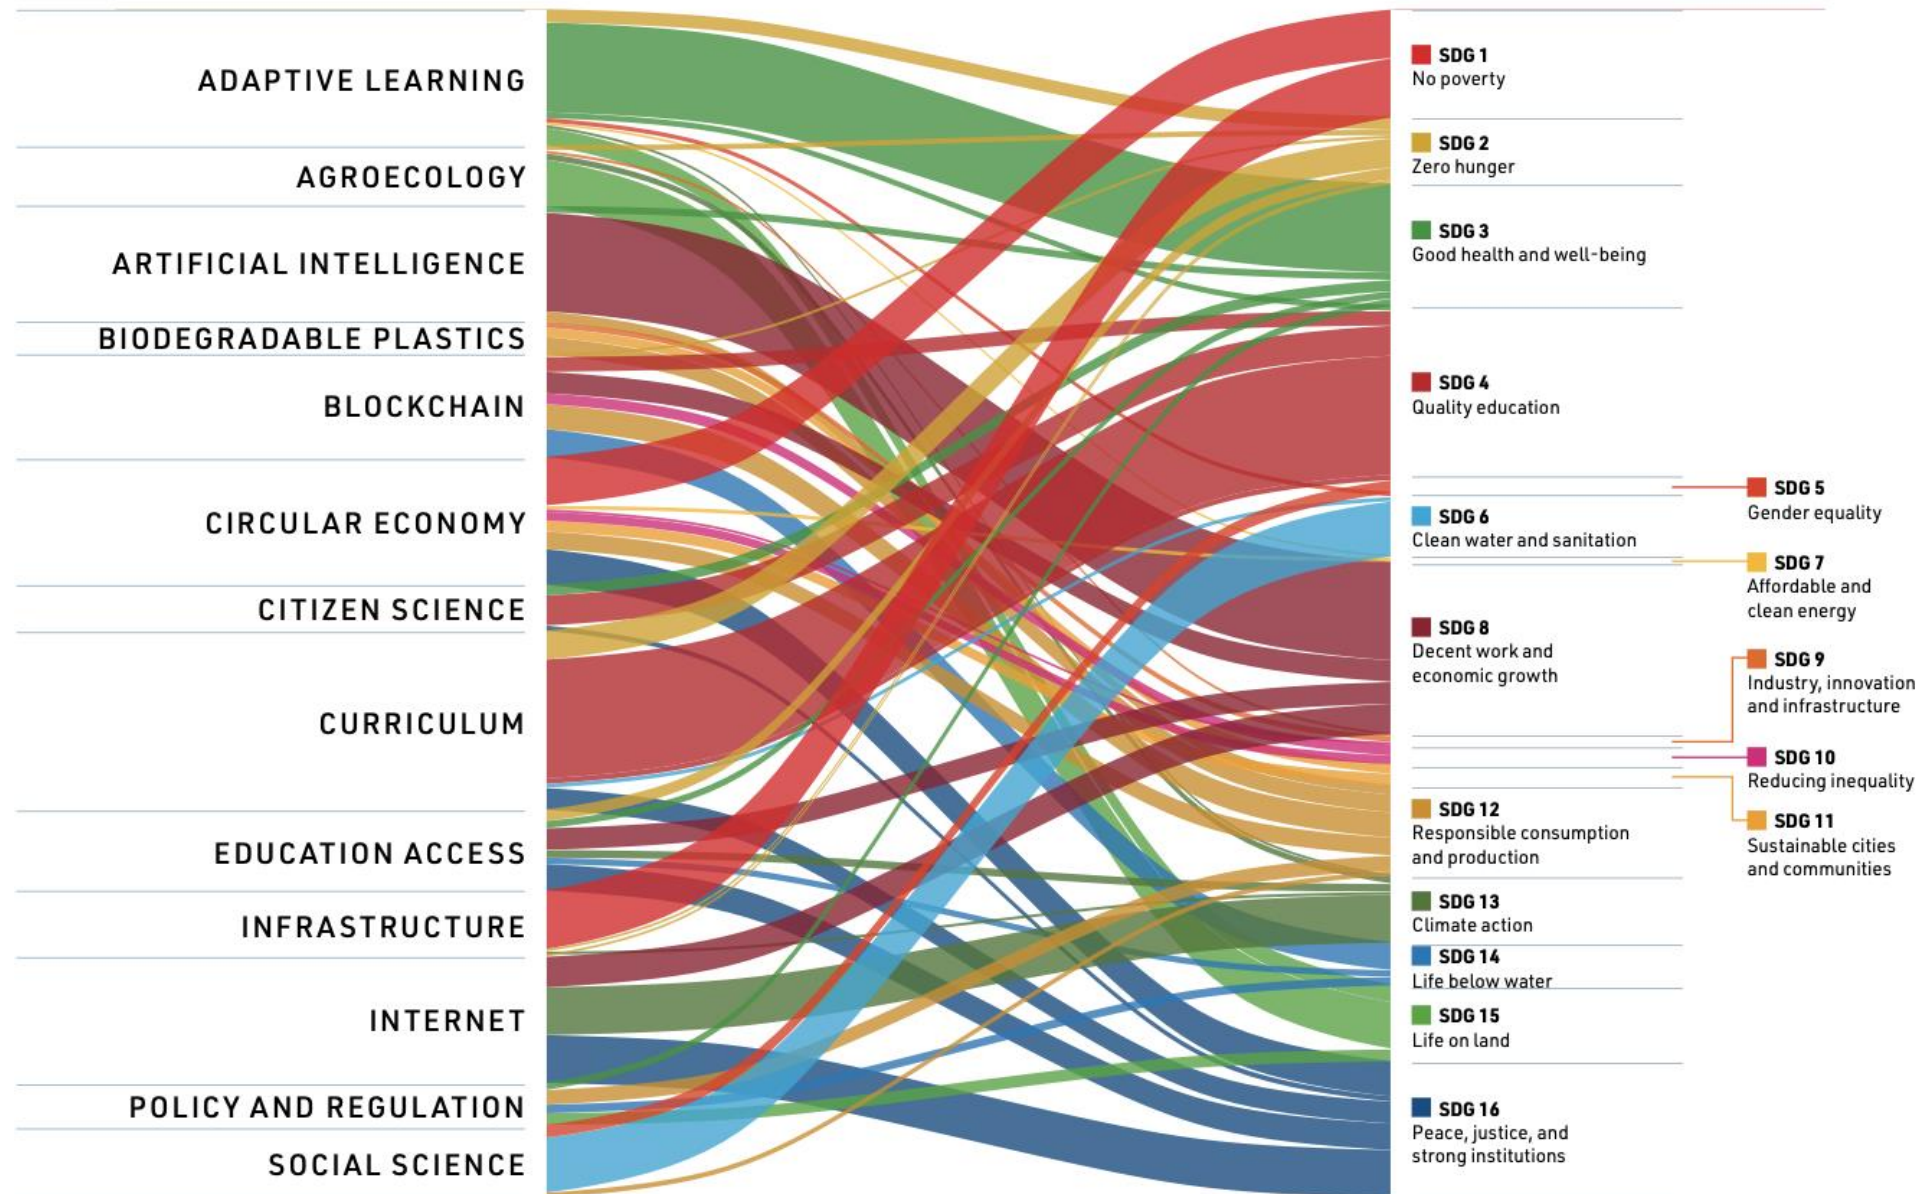 ADAPTIVE LEARNING
AGROECOLOGY
ARTIFICIAL INTELLIGENCE
BIODEGRADABLE PLASTICS
BLOCKCHAIN
CIRCULAR ECONOMY
CITIZEN SCIENCE
CURRICULUM
EDUCATION ACCESS
INFRASTRUCTURE
INTERNET
POLICY AND REGULATION
SOCIAL SCIENCE
SDG 1
No poverty
SDG 2
Zero hunger
SDG 3
Good health and well-being
SDG 4
Quality education
SDG 5
Gender equality
SDG 6
Clean water and sanitation
SDG 7
Affordable and
clean energy
SDG 8
Decent work and
economic growth
SDG 9
Industry, innovation
and infrastructure
SDG 10
Reducing inequality
SDG 11
Sustainable cities
and communities
SDG 12
Responsible consumption
and production
SDG 13
Climate action
SDG 14
Life below water
SDG 15
Life on land
SDG 16
Peace, justice, and
strong institutions